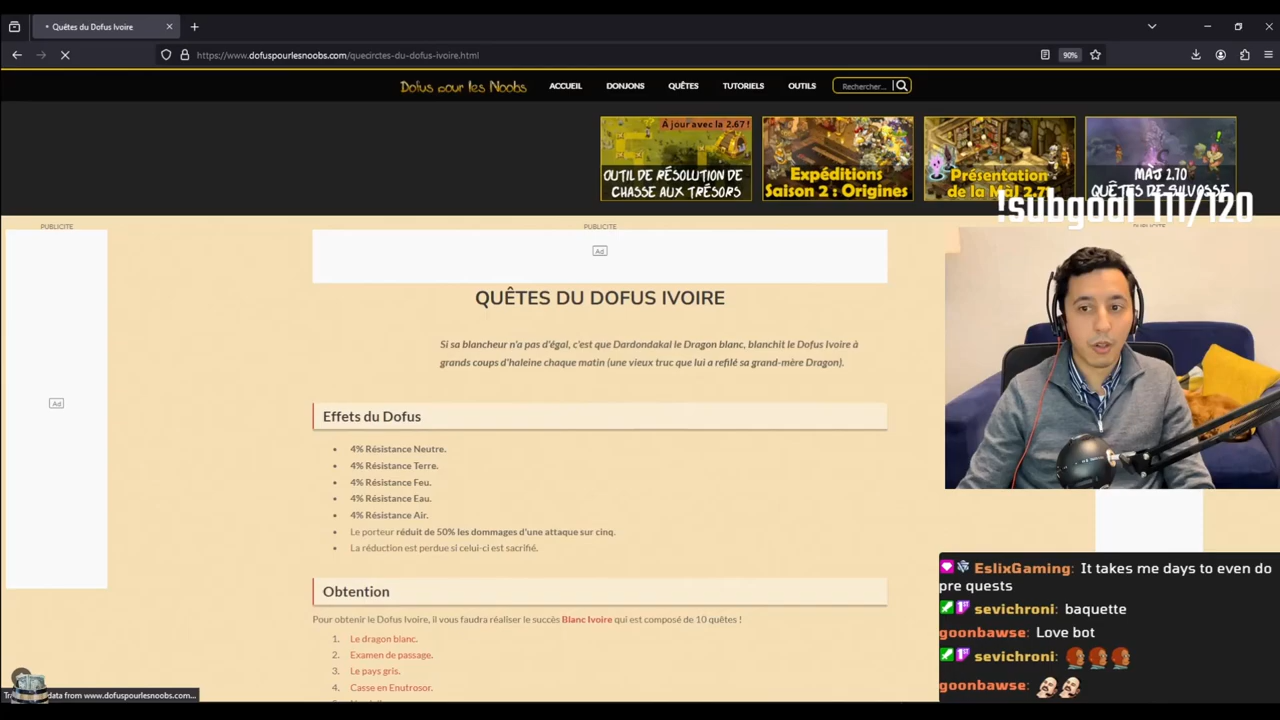 Quêtes du Dofus Ivoire
https://www.dofuspourlesnoobs.com/quecirctes-du-dofus-ivoire.html
90%
Dofus pour les Noobs
ACCUEIL
DONJONS
QUÊTES
TUTORIELS
OUTILS
Rechercher...
À jour avec la 2.67 !
OUTIL DE RÉSOLUTION DE
CHASSE AUX TRÉSORS
Expéditions
Saison 2 : Origines
Présentation
de la MàJ 2.7
MÀJ 2.70
QUÊTES DE SILVOSSE
!subgoal 111/120
PUBLICITE
PUBLICITE
PUBLICITE
Ad
Ad
QUÊTES DU DOFUS IVOIRE
Si sa blancheur n'a pas d'égal, c'est que Dardondakal le Dragon blanc, blanchit le Dofus Ivoire à
grands coups d'haleine chaque matin (une vieux truc que lui a refilé sa grand-mère Dragon).
Effets du Dofus
4% Résistance Neutre.
4% Résistance Terre.
4% Résistance Feu.
4% Résistance Eau.
4% Résistance Air.
Le porteur réduit de 50% les dommages d'une attaque sur cinq.
La réduction est perdue si celui-ci est sacrifié.
Obtention
Pour obtenir le Dofus Ivoire, il vous faudra réaliser le succès Blanc Ivoire qui est composé de 10 quêtes !
1. Le dragon blanc.
2. Examen de passage.
3. Le pays gris.
4. Casse en Enutrosor.
data from www.dofuspourlesnoobs.com...
EslixGaming: It takes me days to even do
pre quests
sevichroni: baquette
goonbawse: Love bot
sevichroni:
goonbawse: